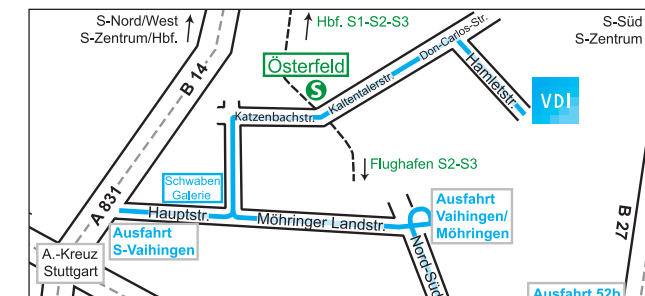 S-Nord/West
S-Zentrum/Hbf.
Hbf. S1-S2-S3
S-Süd
S-Zentrum
B 14
Österfeld
S
Don-Carlos-Str.
Kaltentalerstr.
Hamletstr.
VDI
Katzenbachstr.
Flughafen S2-S3
Schwaben
Galerie
A 831
Hauptstr.
Möhringer Landstr.
Ausfahrt
Vaihingen/
Möhringen
B 27
Ausfahrt
S-Vaihingen
Nord-Süd
A.-Kreuz
Stuttgart
Ausfahrt 52b